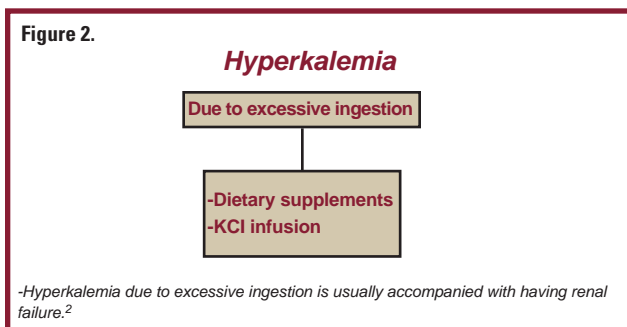 Figure 2.
Hyperkalemia
Due to excessive ingestion
-Dietary supplements
-KCl infusion
-Hyperkalemia due to excessive ingestion is usually accompanied with having renal
failure.²